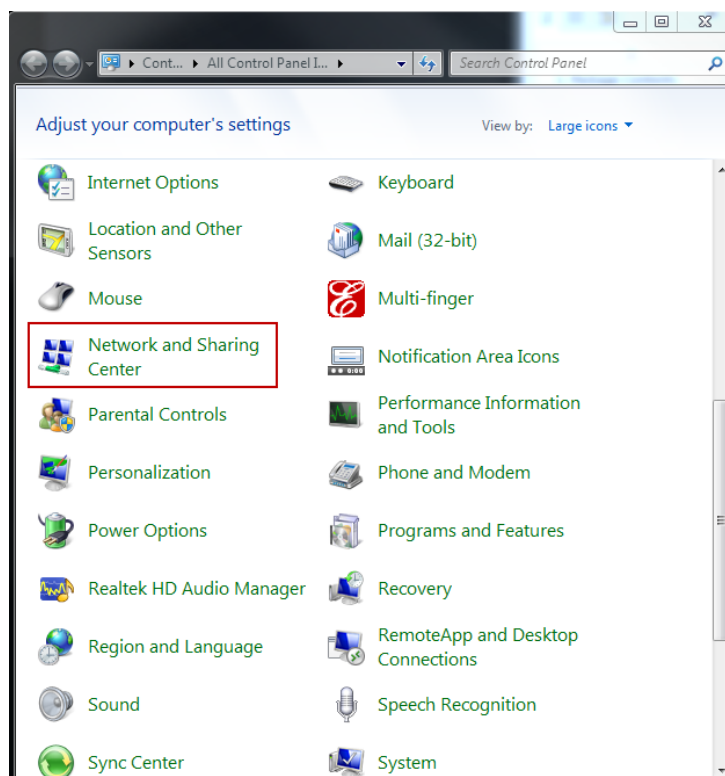 Cont... All Control Panel I... Search Control Panel
Adjust your computer's settings View by: Large icons
Internet Options Keyboard
Location and Other
Sensors
Mail (32-bit)
Mouse Multi-finger
Network and Sharing
Center
Notification Area Icons
Parental Controls
Performance Information
and Tools
Personalization Phone and Modem
Power Options Programs and Features
Realtek HD Audio Manager Recovery
Region and Language
RemoteApp and Desktop
Connections
Sound Speech Recognition
Sync Center System